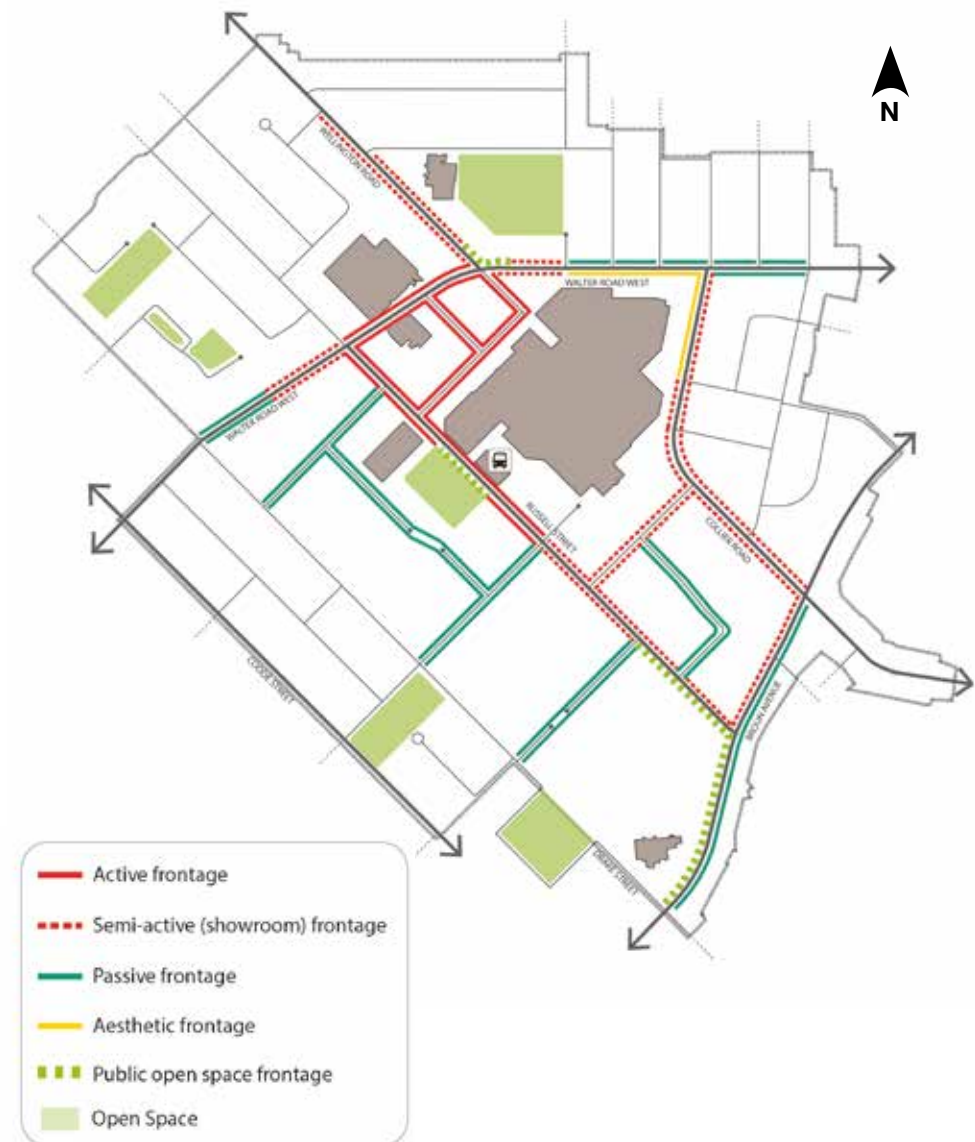 N
WELLINGTON ROAD
WALTER ROAD WEST
WALTER ROAD WEST
RUSSELL STREET
COLLIER ROAD
BROUN AVENUE
COODE STREET
DRAKE STREET
Active frontage
Semi-active (showroom) frontage
Passive frontage
Aesthetic frontage
Public open space frontage
Open Space